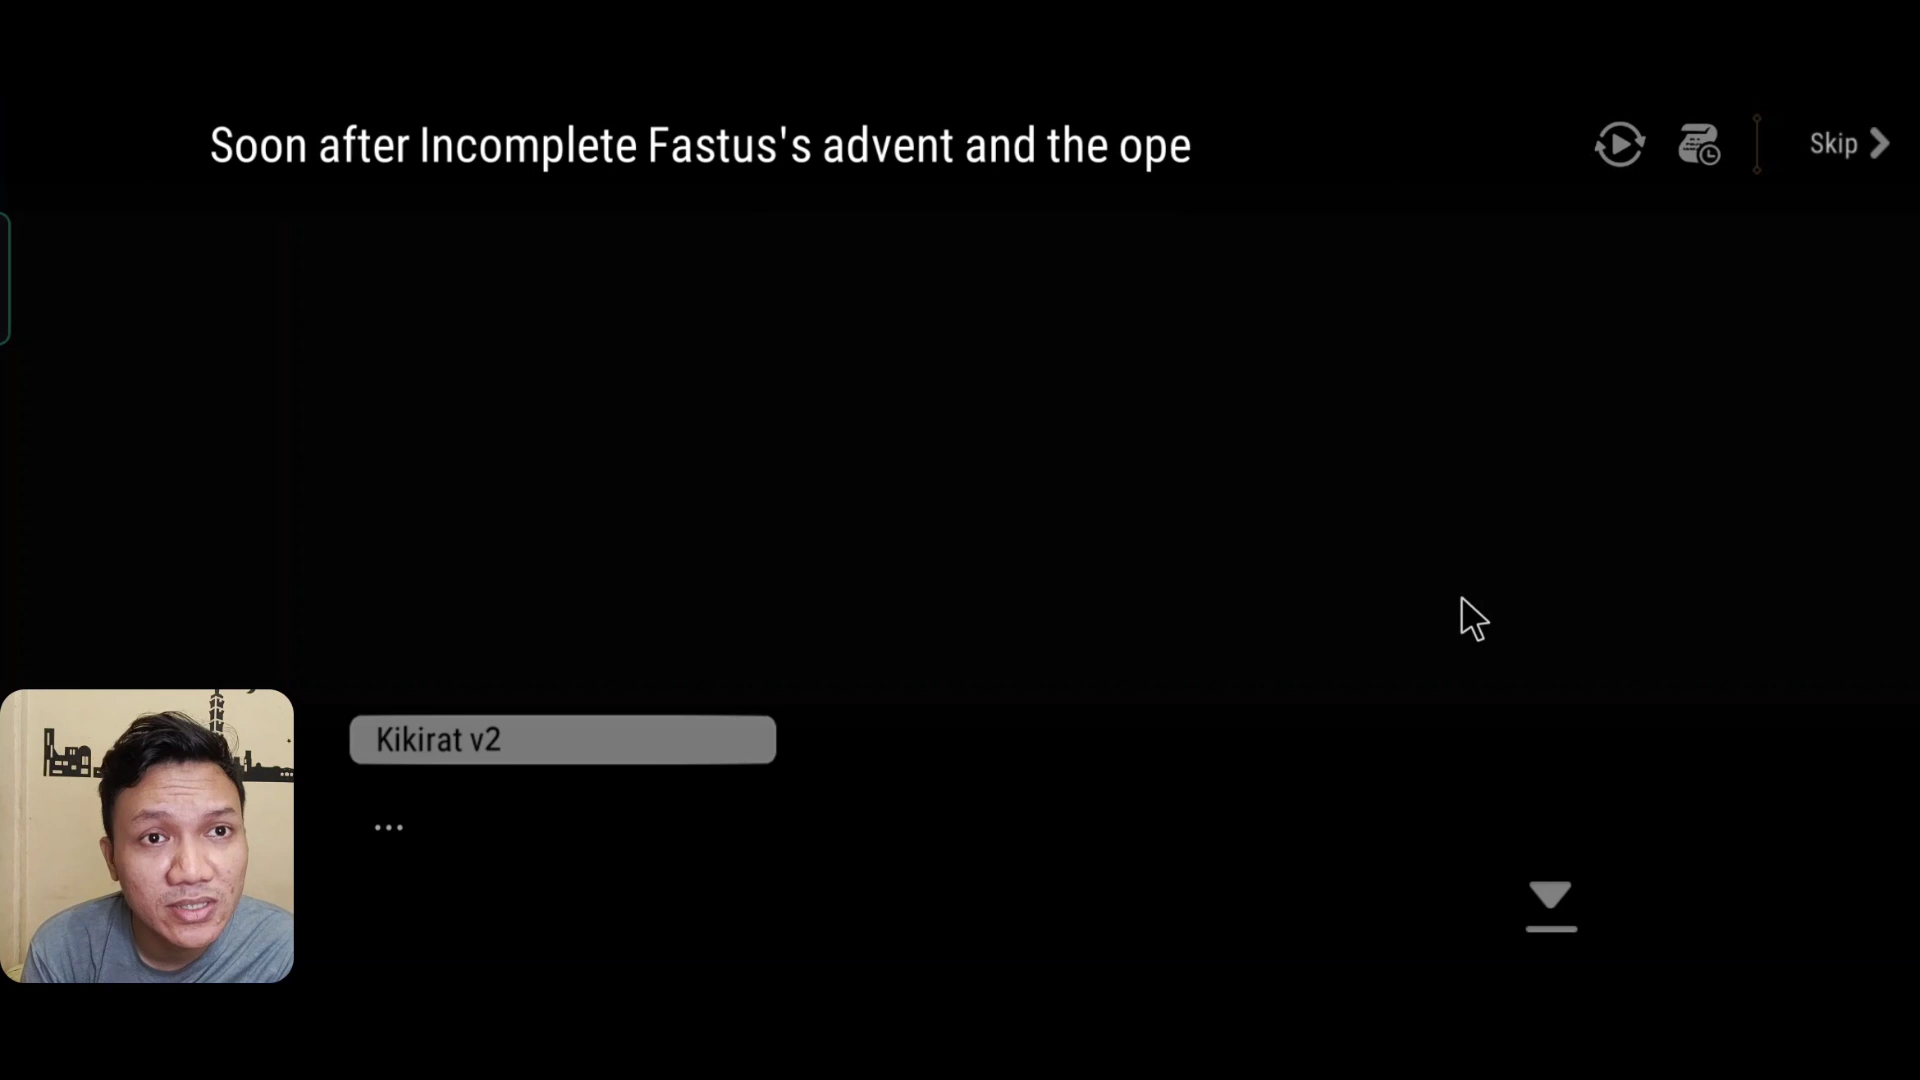 Soon after Incomplete Fastus's advent and the ope
Skip
Kikirat v2
...